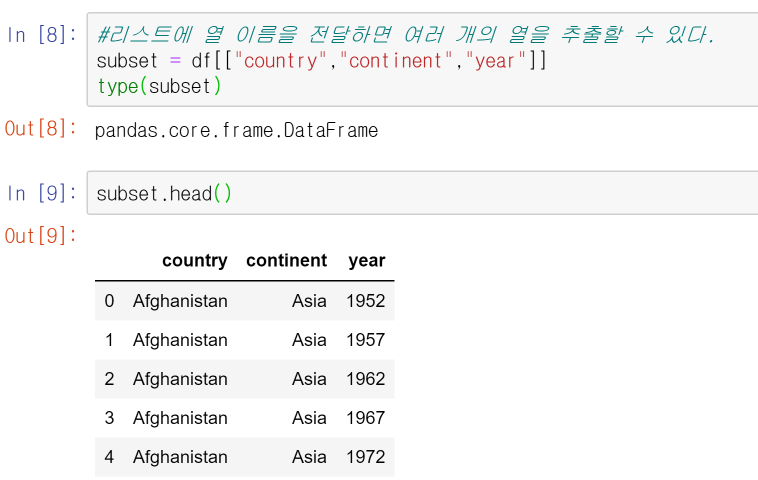 In [8]: #리스트에 열 이름을 전달하면 여러 개의 열을 추출할 수 있다.
subset = df[["country","continent","year"]]
type(subset)
Out[8]: pandas.core.frame.DataFrame
In [9]: subset.head()
Out[9]:
country continent year
0 Afghanistan Asia 1952
1 Afghanistan Asia 1957
2 Afghanistan Asia 1962
3 Afghanistan Asia 1967
4 Afghanistan Asia 1972